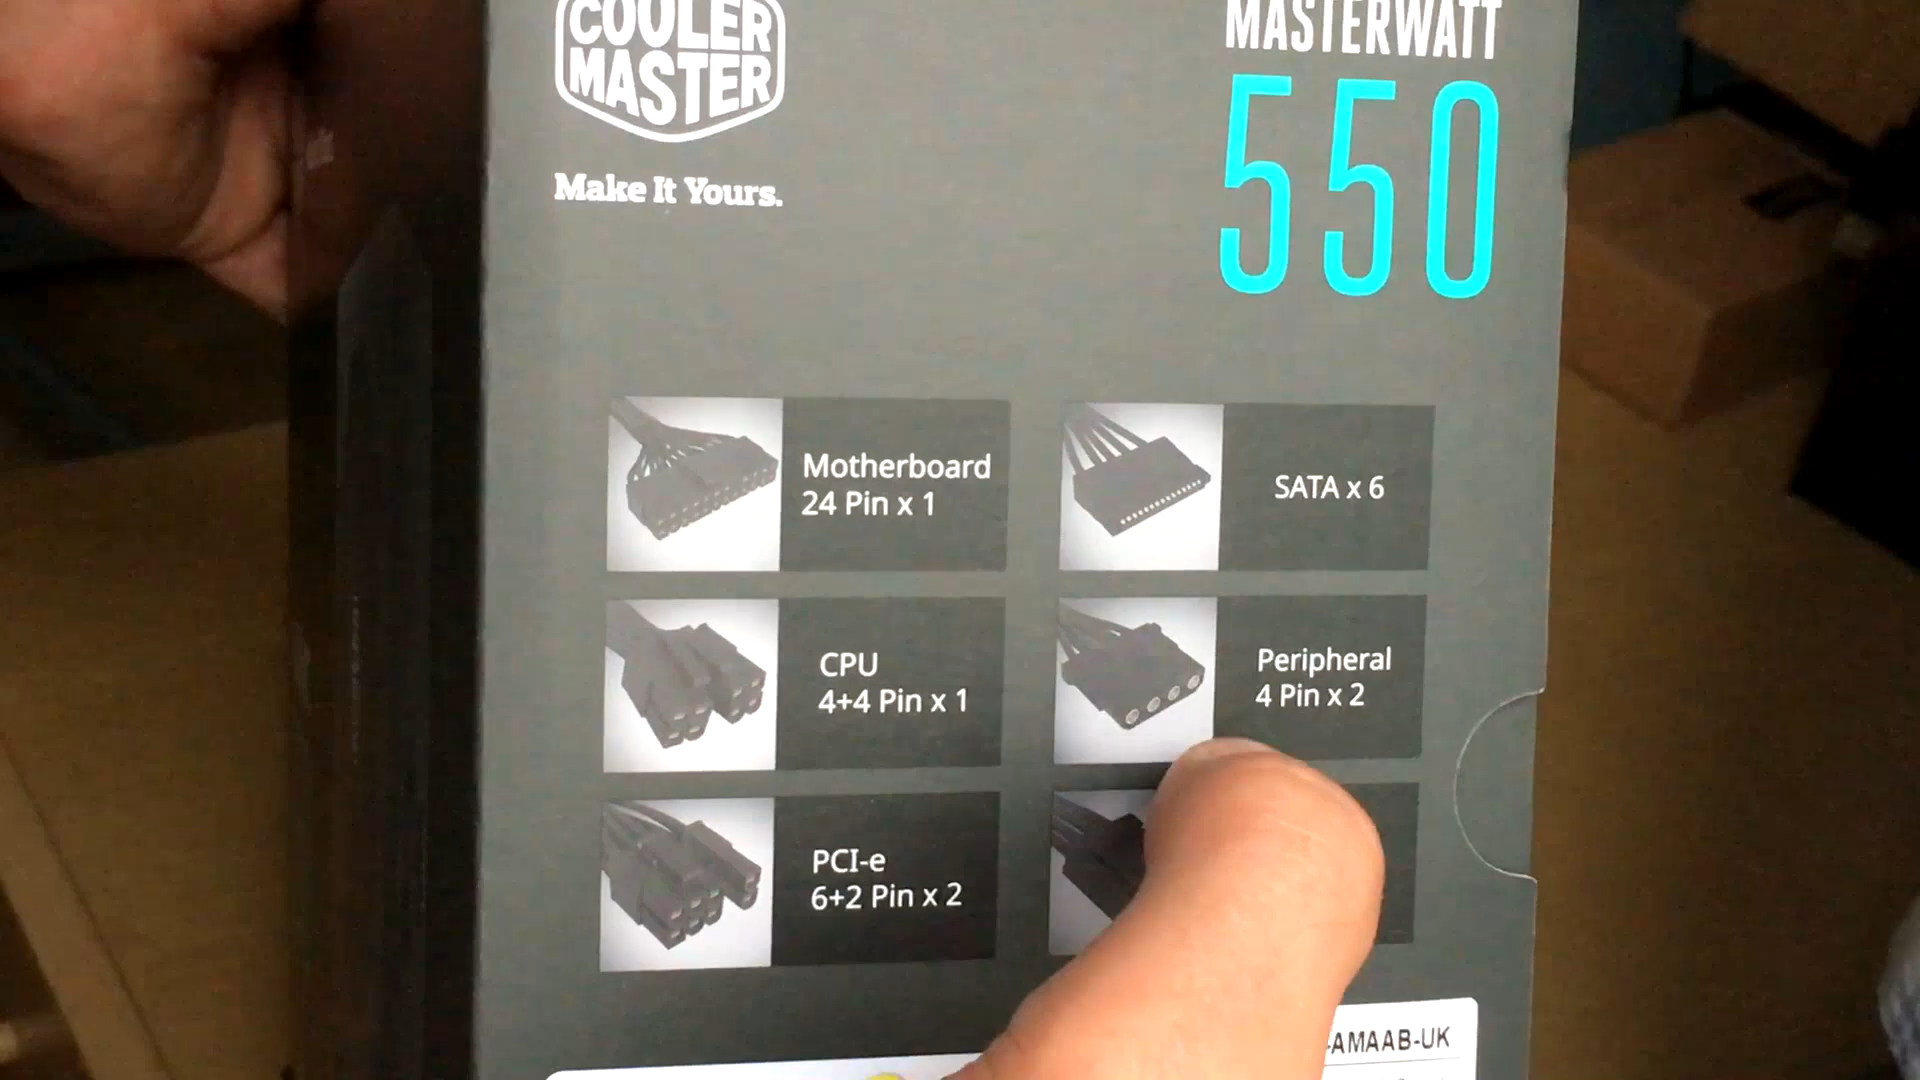 COOLER
MASTER
Make It Yours.
MASTERWATT
550
Motherboard
24 Pin x 1
SATA x 6
CPU
4+4 Pin x 1
Peripheral
4 Pin x 2
PCI-e
6+2 Pin x 2
-AMAAB-UK